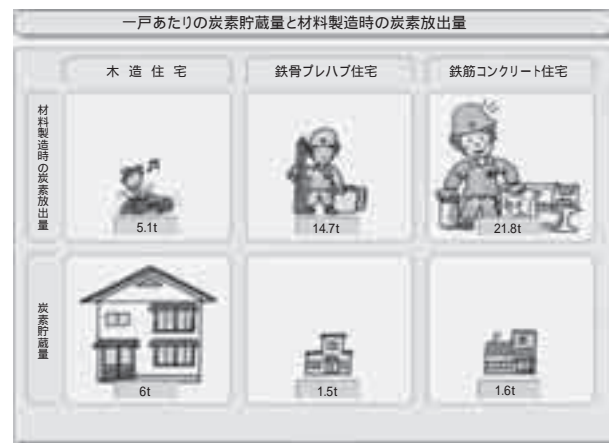 一戸あたりの炭素貯蔵量と材料製造時の炭素放出量
木造住宅
鉄骨プレハブ住宅
鉄筋コンクリート住宅
材料製造時の炭素放出量
5.1t
14.7t
21.8t
炭素貯蔵量
6t
1.5t
1.6t